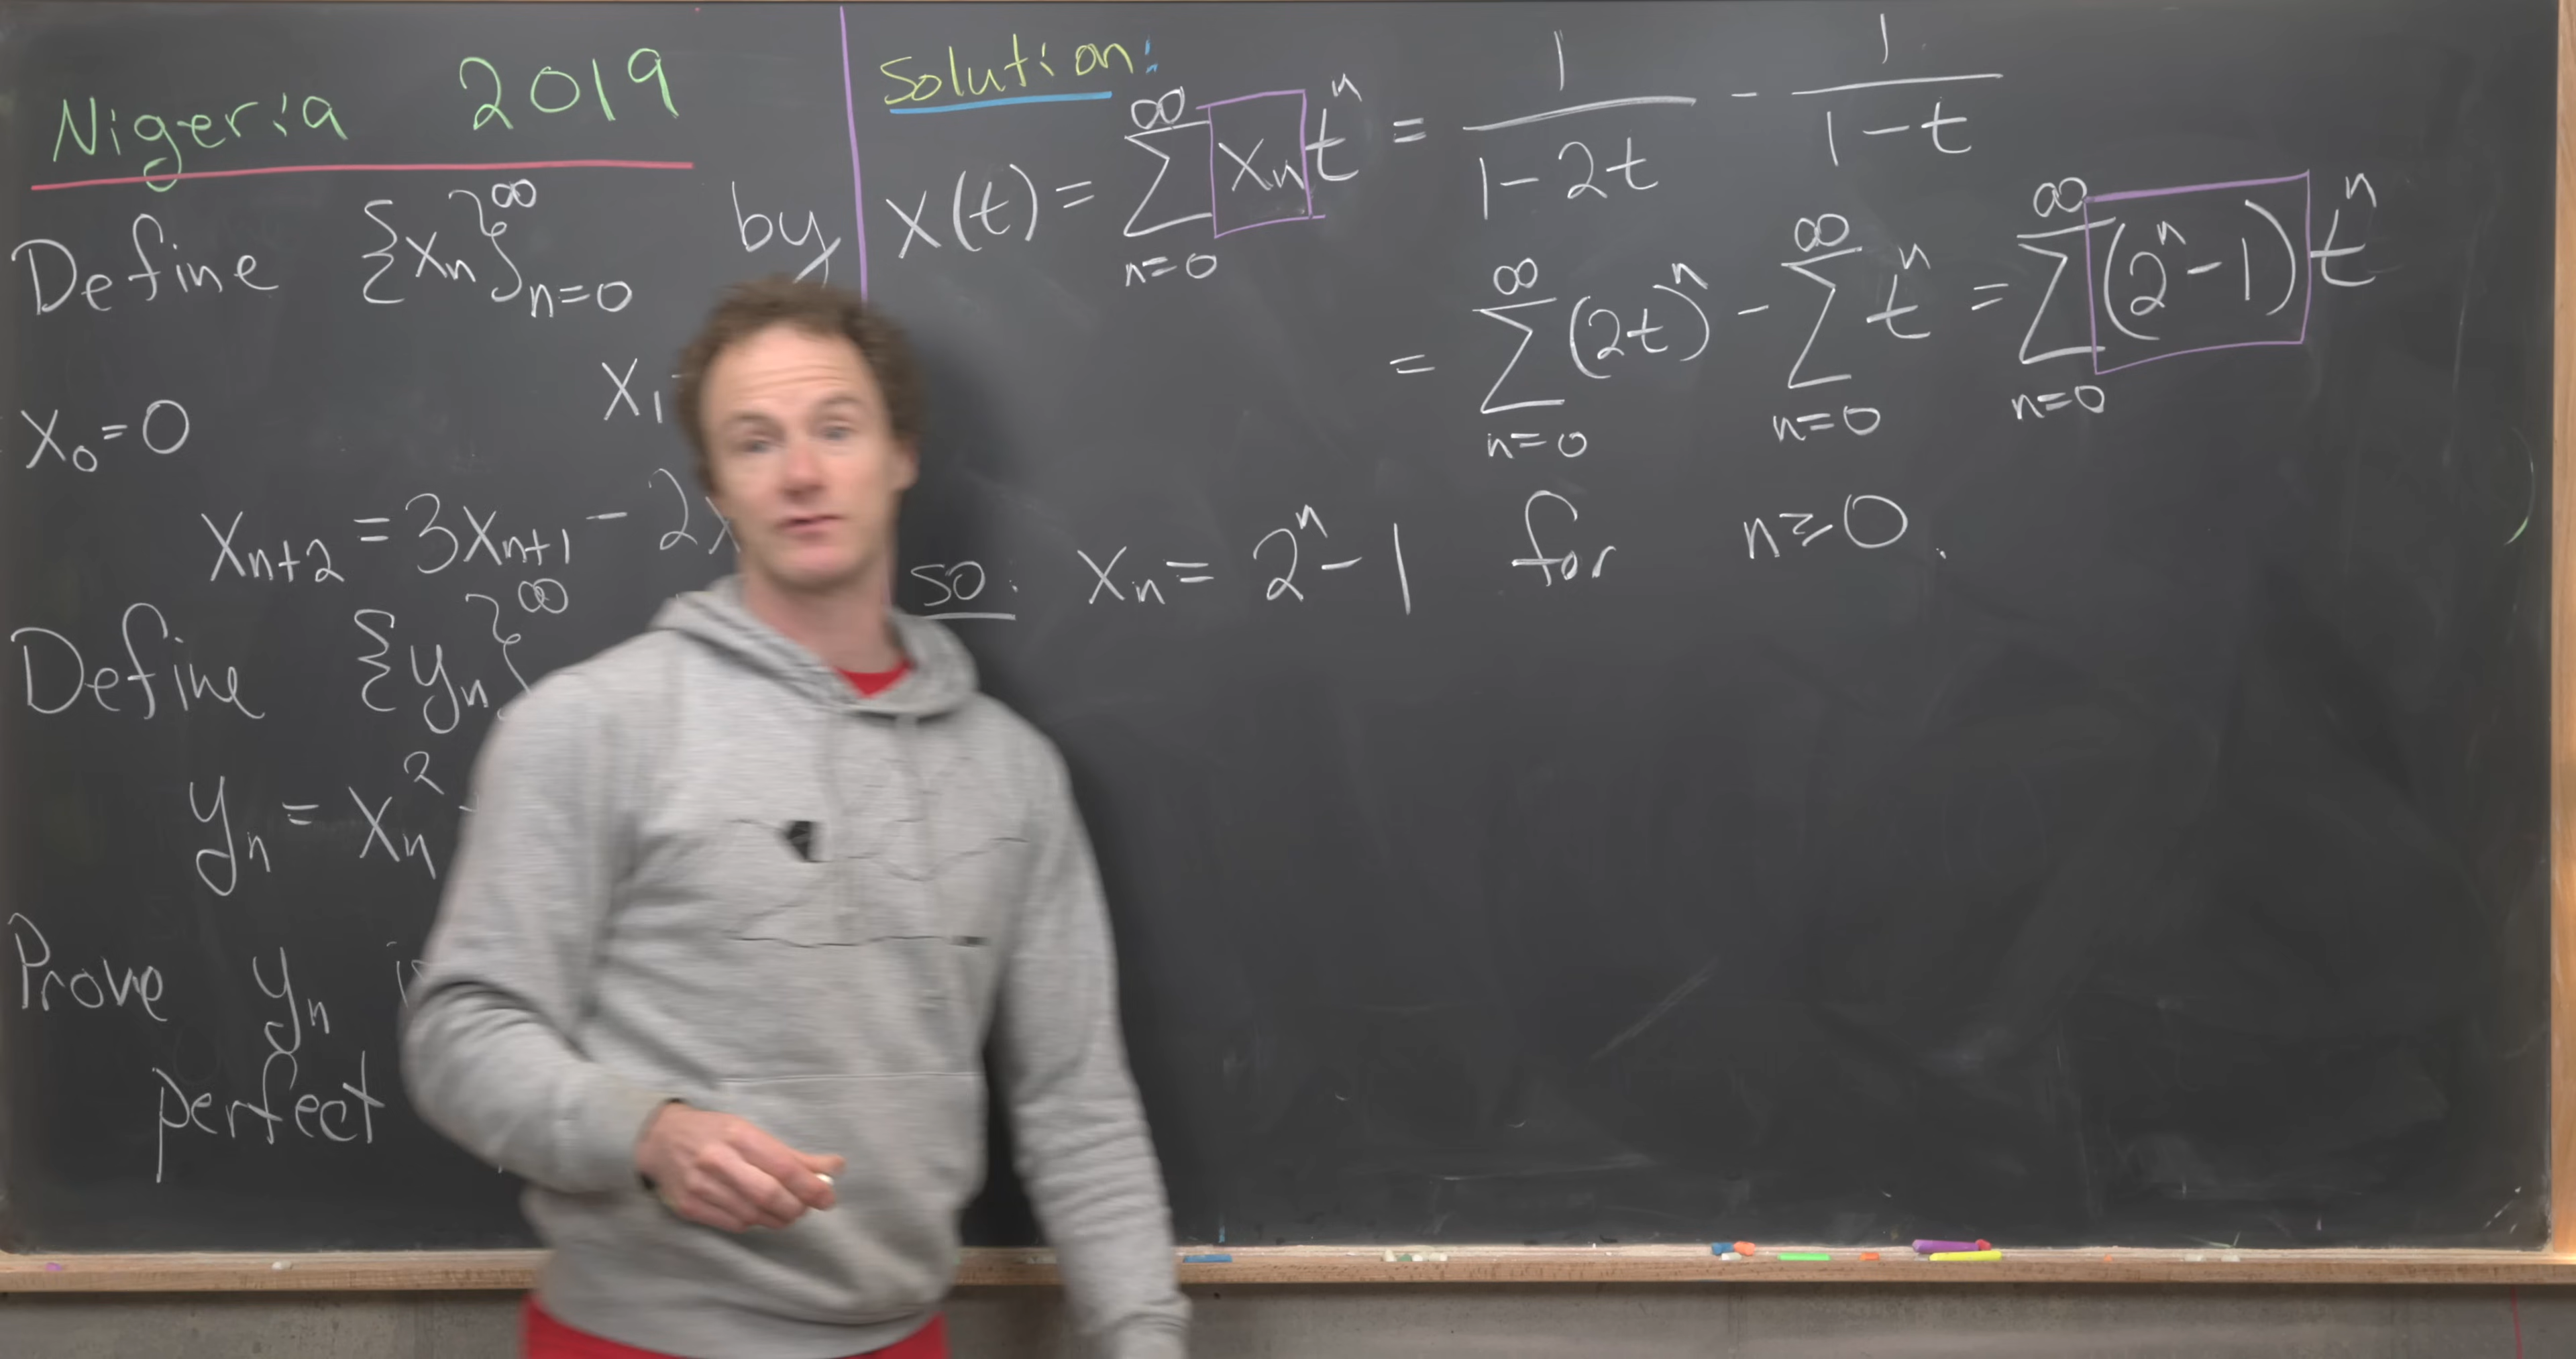 Nigeria 2019
Define {xₙ}^∞_{n=0} by
x₀=0 x₁
x_{n+2} = 3x_{n+1} - 2x
Define {yₙ}^∞
yₙ = xₙ²
Prove yₙ
perfect
Solution:
X(t) = ∑_{n=0}^∞ xₙ tⁿ = 1/(1-2t) - 1/(1-t)
= ∑_{n=0}^∞ (2t)ⁿ - ∑_{n=0}^∞ tⁿ = ∑_{n=0}^∞ (2ⁿ-1) tⁿ
so: xₙ = 2ⁿ-1 for n≥0.